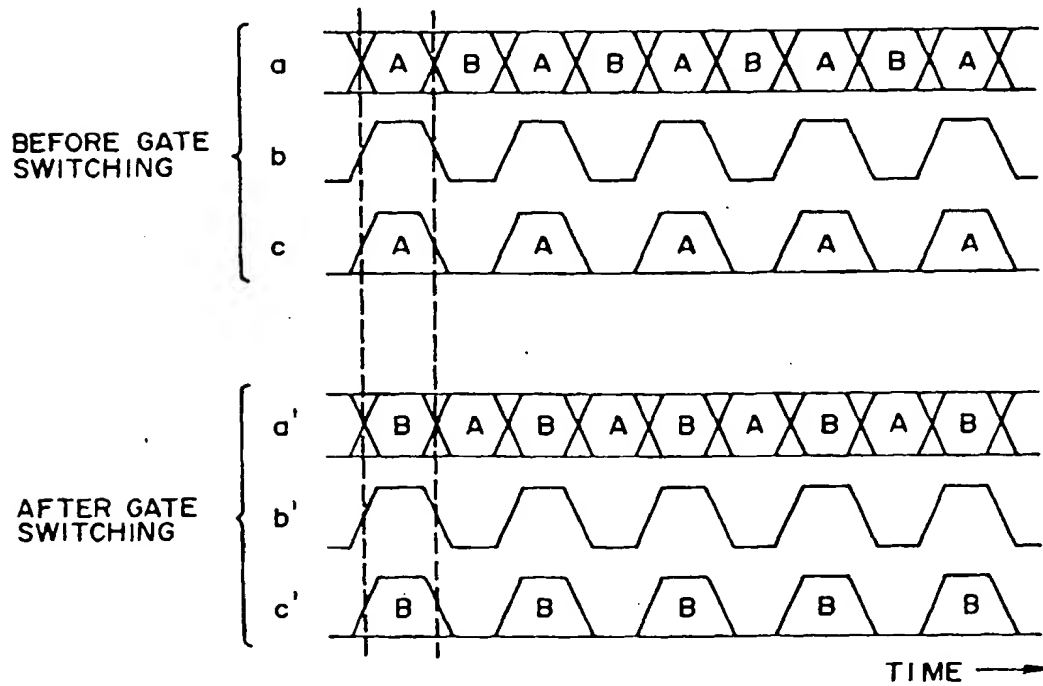 a A B A B A B A B A
BEFORE GATE
SWITCHING
b
c A A A A A
a' B A B A B A B A B
AFTER GATE
SWITCHING
b'
c' B B B B B
TIME